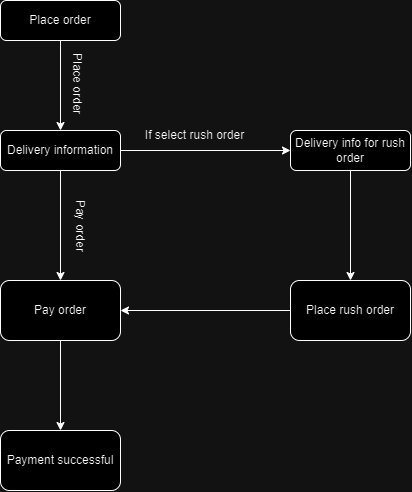 Place order
Place order
Delivery information
If select rush order
Delivery info for rush
order
Pay order
Pay order
Place rush order
Payment successful